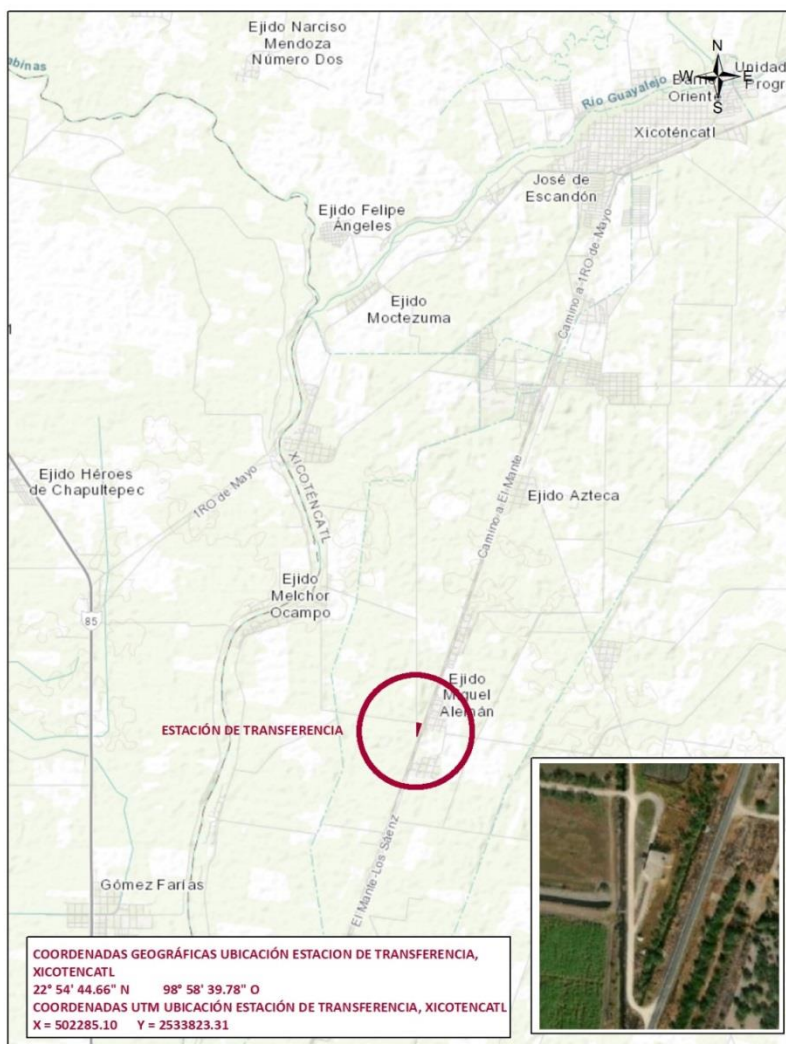 Ejido Narciso
Mendoza
Número Dos
N
W
E
S
Unidad
Progr
Oriente
Río Guayalejo
Xicoténcatl
José de
Escandón
Ejido Felipe
Ángeles
Camino a 1RO de Mayo
Ejido
Moctezuma
1
XICOTÉNCATL
1RO de Mayo
Ejido Héroes
de Chapultepec
Camino a El Mante
Ejido Azteca
Ejido
Melchor
Ocampo
85
Ejido
Miguel
Alemán
ESTACIÓN DE TRANSFERENCIA
El Mante-Los Sáenz
Gómez Farías
COORDENADAS GEOGRÁFICAS UBICACIÓN ESTACION DE TRANSFERENCIA,
XICOTENCATL
22° 54' 44.66" N 98° 58' 39.78" O
COORDENADAS UTM UBICACIÓN ESTACIÓN DE TRANSFERENCIA, XICOTENCATL
X = 502285.10 Y = 2533823.31